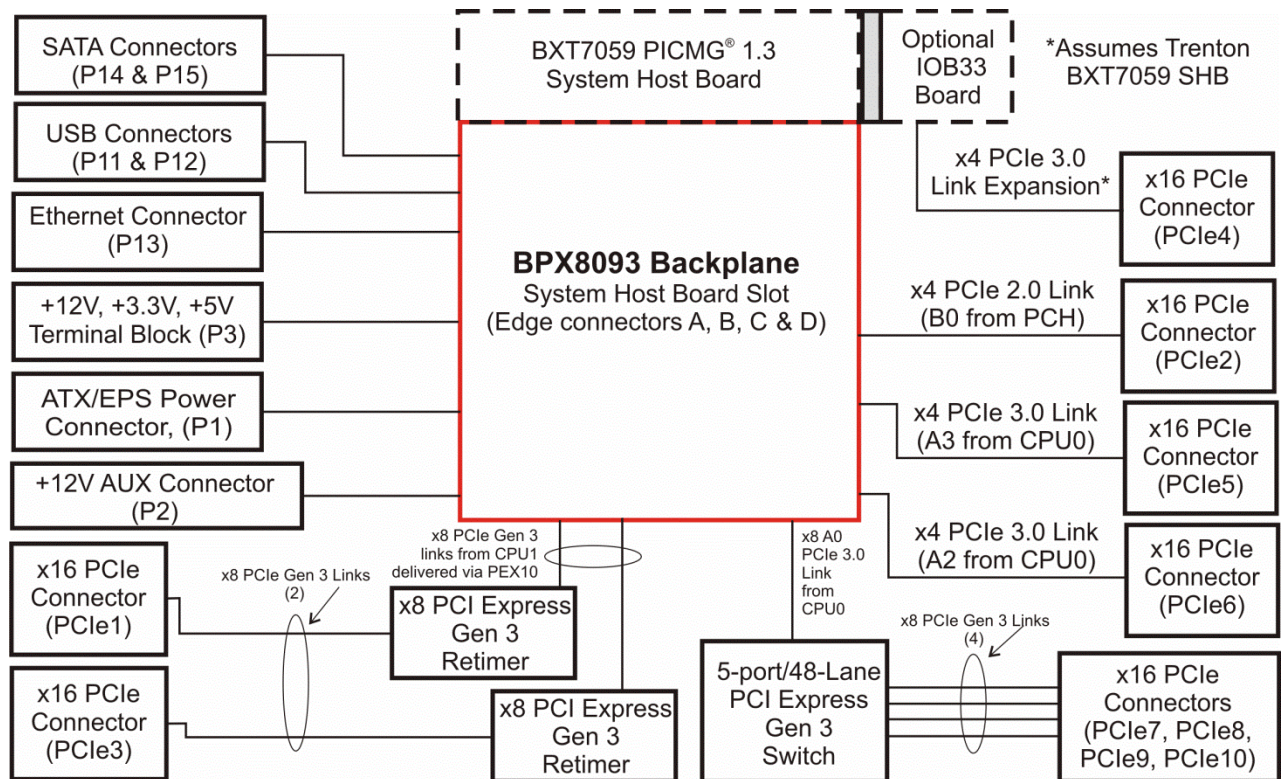 SATA Connectors
(P14 & P15)
BXT7059 PICMG® 1.3
System Host Board
Optional
IOB33
Board
*Assumes Trenton
BXT7059 SHB
USB Connectors
(P11 & P12)
Ethernet Connector
(P13)
+12V, +3.3V, +5V
Terminal Block (P3)
ATX/EPS Power
Connector, (P1)
+12V AUX Connector
(P2)
BPX8093 Backplane
System Host Board Slot
(Edge connectors A, B, C & D)
x4 PCIe 3.0
Link Expansion*
x16 PCIe
Connector
(PCIe4)
x4 PCIe 2.0 Link
(B0 from PCH)
x16 PCIe
Connector
(PCIe2)
x4 PCIe 3.0 Link
(A3 from CPU0)
x16 PCIe
Connector
(PCIe5)
x4 PCIe 3.0 Link
(A2 from CPU0)
x16 PCIe
Connector
(PCIe6)
x16 PCIe
Connector
(PCIe1)
x16 PCIe
Connector
(PCIe3)
x8 PCIe Gen 3 Links
(2)
x8 PCIe Gen 3
links from CPU1
delivered via PEX10
x8 PCI Express
Gen 3
Retimer
x8 PCI Express
Gen 3
Retimer
x8 A0
PCIe 3.0
Link
from
CPU0
5-port/48-Lane
PCI Express
Gen 3
Switch
x8 PCIe Gen 3 Links
(4)
x16 PCIe
Connectors
(PCIe7, PCIe8,
PCIe9, PCIe10)